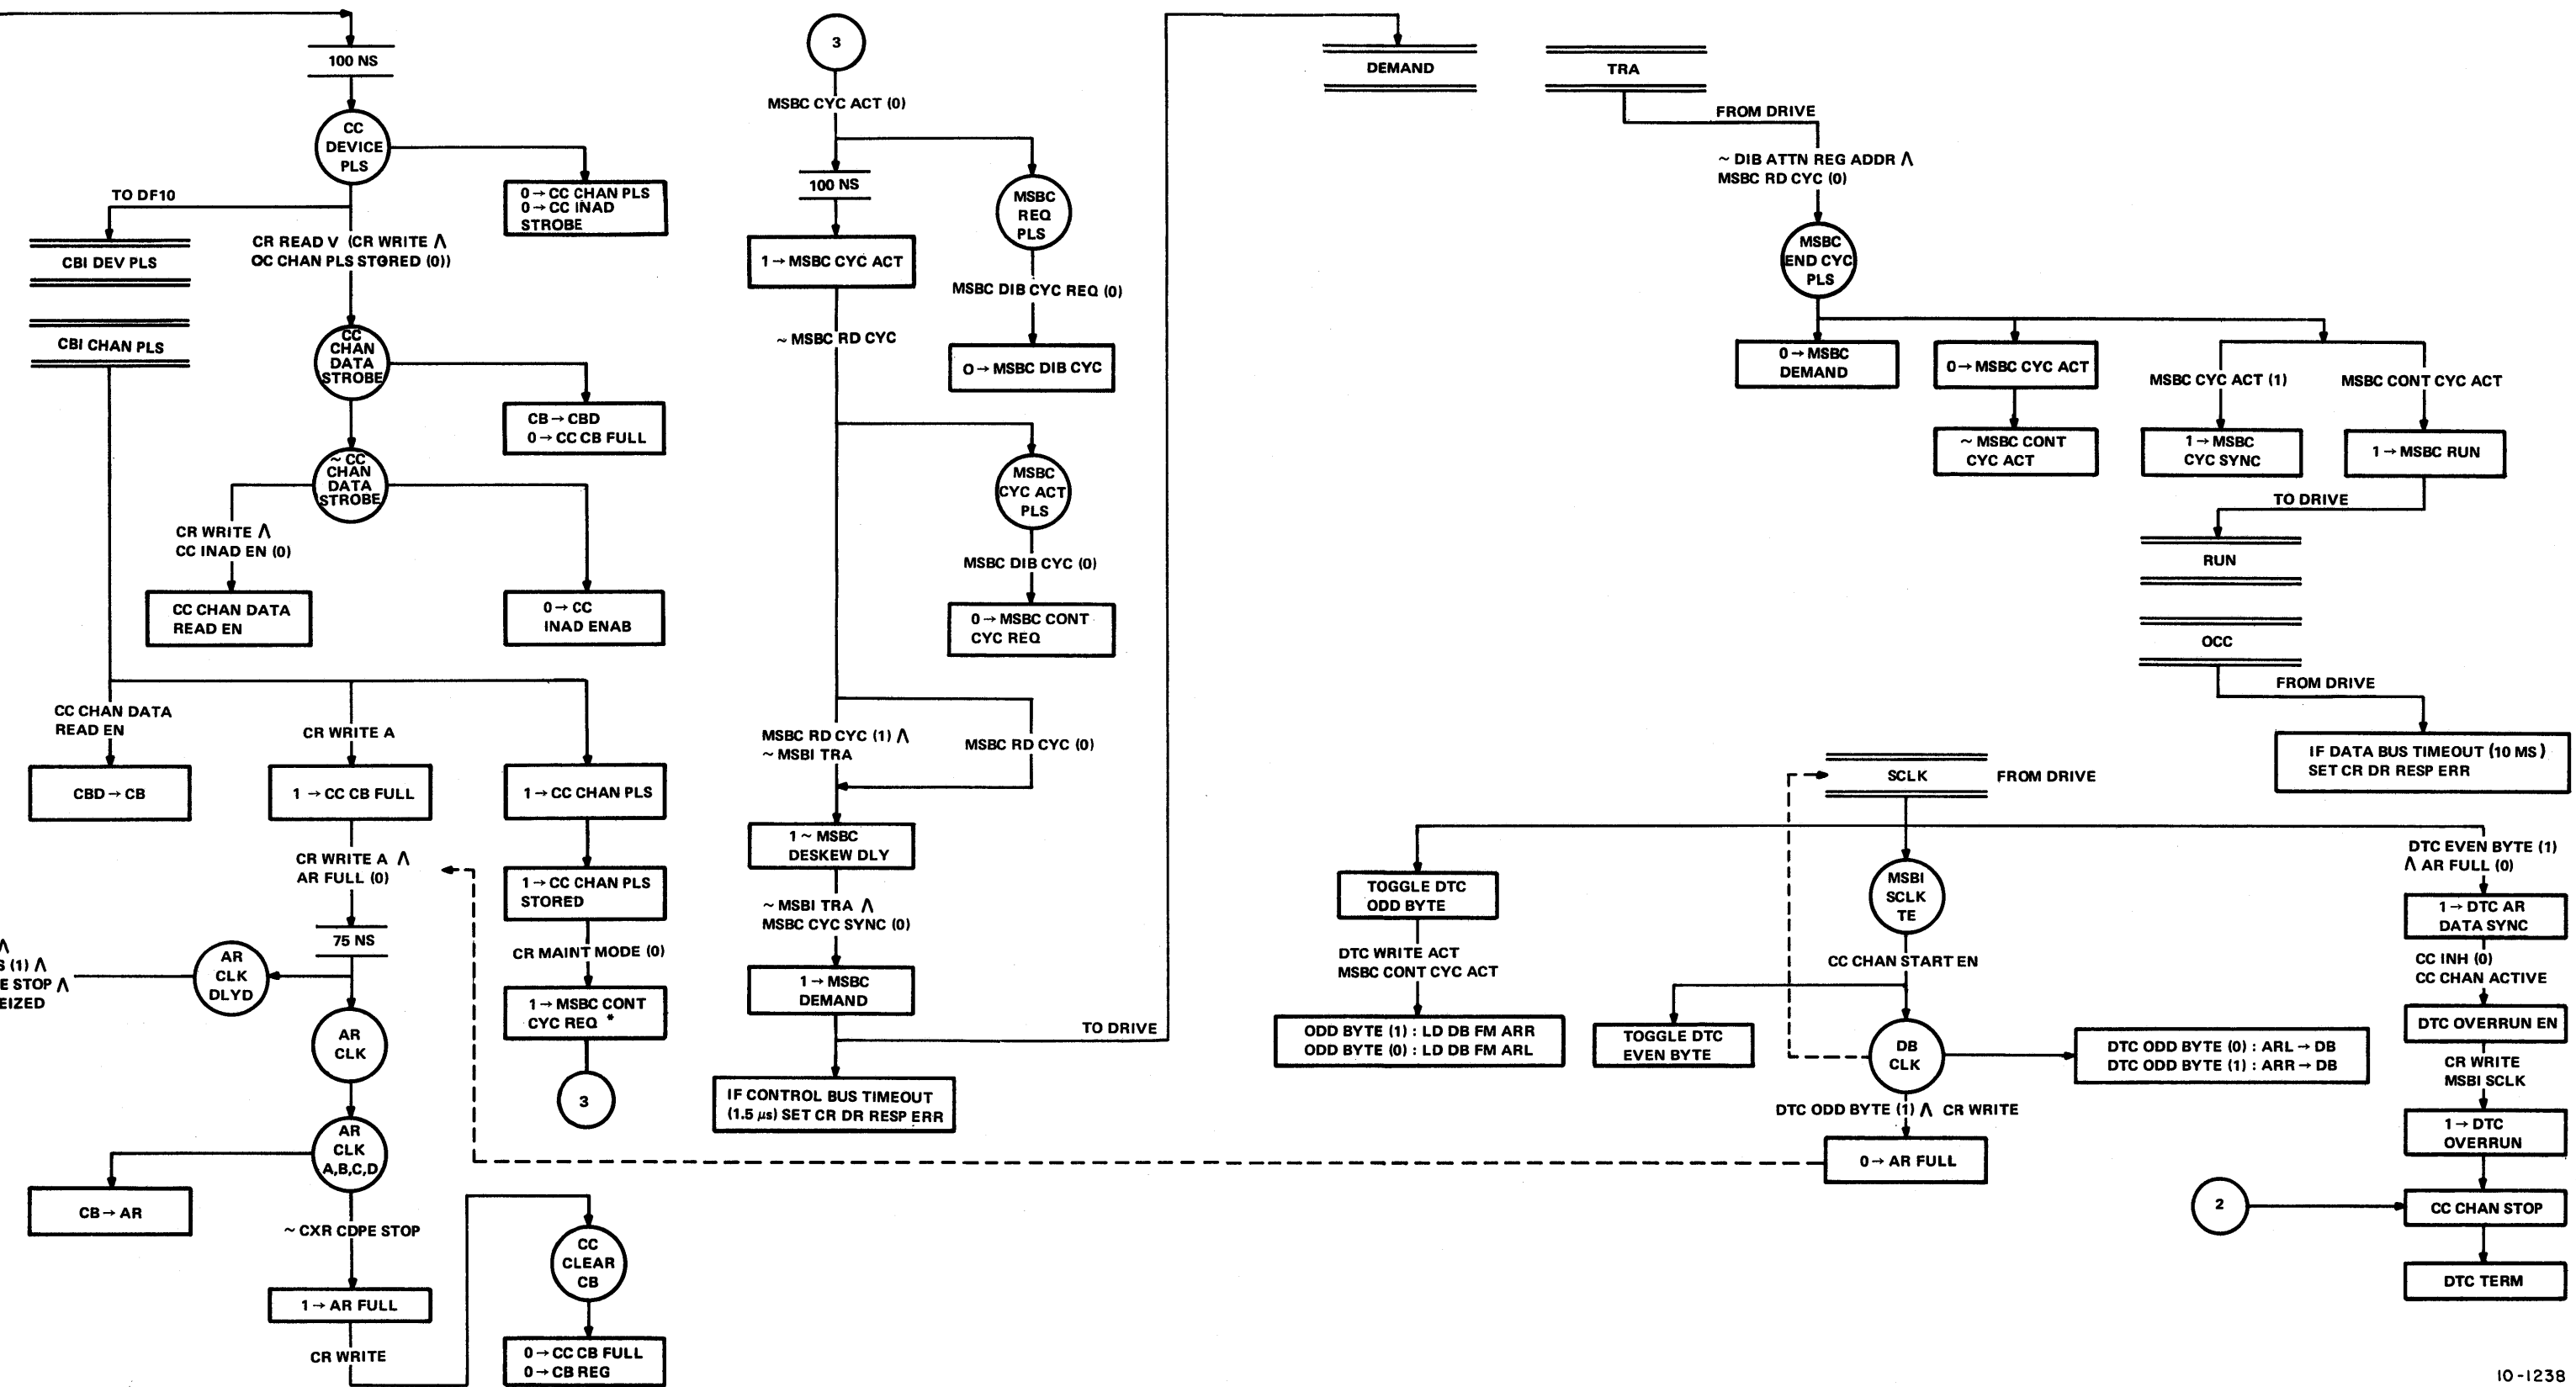 100 NS
CC
DEVICE
PLS
0→CC CHAN PLS
0→CC INAD
STROBE
TO DF10
CBI DEV PLS
CBI CHAN PLS
CR READ V (CR WRITE Λ
OC CHAN PLS STORED (0))
CC
CHAN
DATA
STROBE
CB→CBD
0→CC CB FULL
~CC
CHAN
DATA
STROBE
CR WRITE Λ
CC INAD EN (0)
CC CHAN DATA
READ EN
0→CC
INAD ENAB
CC CHAN DATA
READ EN
CBD→CB
CR WRITE A
1→CC CB FULL
CR WRITE A Λ
AR FULL (0)
75 NS
AR
CLK
DLYD
Λ
S (1) Λ
E STOP Λ
EIZED
AR
CLK
AR
CLK
A,B,C,D
CB→AR
~CXR CDPE STOP
1→AR FULL
CR WRITE
CC
CLEAR
CB
0→CC CB FULL
0→CB REG
1→CC CHAN PLS
1→CC CHAN PLS
STORED
CR MAINT MODE (0)
1→MSBC CONT
CYC REQ *
3
3
MSBC CYC ACT (0)
100 NS
1→MSBC CYC ACT
MSBC
REQ
PLS
MSBC DIB CYC REQ (0)
O→MSBC DIB CYC
~MSBC RD CYC
MSBC
CYC ACT
PLS
MSBC DIB CYC (0)
0→MSBC CONT
CYC REQ
MSBC RD CYC (1) Λ
~MSBI TRA
MSBC RD CYC (0)
1~MSBC
DESKEW DLY
~MSBI TRA Λ
MSBC CYC SYNC (0)
1→MSBC
DEMAND
TO DRIVE
IF CONTROL BUS TIMEOUT
(1.5 μs) SET CR DR RESP ERR
DEMAND
TRA
FROM DRIVE
~DIB ATTN REG ADDR Λ
MSBC RD CYC (0)
MSBC
END CYC
PLS
0→MSBC
DEMAND
0→MSBC CYC ACT
~MSBC CONT
CYC ACT
MSBC CYC ACT (1)
1→MSBC
CYC SYNC
MSBC CONT CYC ACT
1→MSBC RUN
TO DRIVE
RUN
OCC
FROM DRIVE
IF DATA BUS TIMEOUT (10 MS)
SET CR DR RESP ERR
SCLK
FROM DRIVE
TOGGLE DTC
ODD BYTE
DTC WRITE ACT
MSBC CONT CYC ACT
ODD BYTE (1) : LD DB FM ARR
ODD BYTE (0) : LD DB FM ARL
MSBI
SCLK
TE
CC CHAN START EN
TOGGLE DTC
EVEN BYTE
DB
CLK
DTC ODD BYTE (0) : ARL→DB
DTC ODD BYTE (1) : ARR→DB
DTC ODD BYTE (1) Λ CR WRITE
0→AR FULL
DTC EVEN BYTE (1)
Λ AR FULL (0)
1→DTC AR
DATA SYNC
CC INH (0)
CC CHAN ACTIVE
DTC OVERRUN EN
CR WRITE
MSBI SCLK
1→DTC
OVERRUN
2
CC CHAN STOP
DTC TERM
10-1238